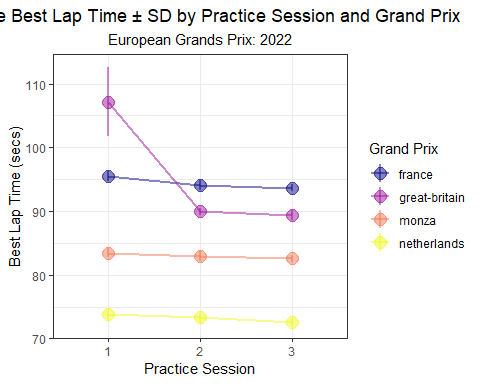 Best Lap Time ± SD by Practice Session and Grand Prix
European Grands Prix: 2022
110
100
90
80
70
Best Lap Time (secs)
1 2 3
Practice Session
Grand Prix
france
great-britain
monza
netherlands